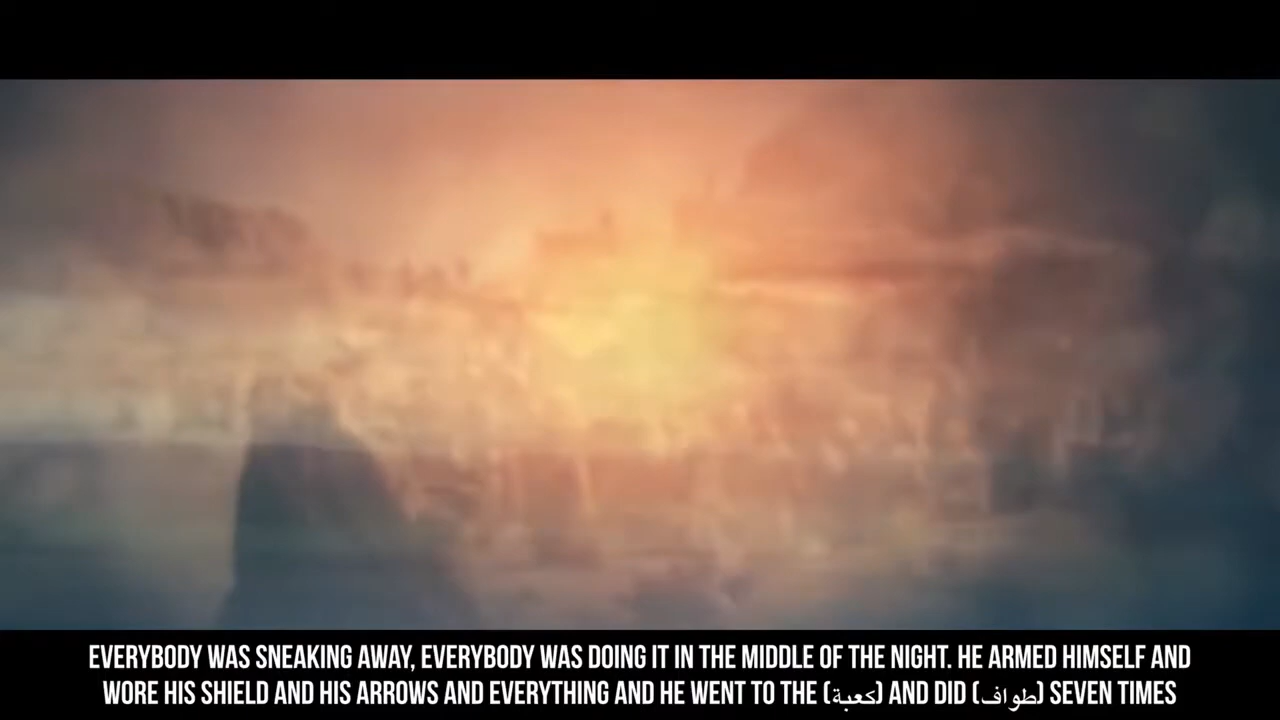 EVERYBODY WAS SNEAKING AWAY, EVERYBODY WAS DOING IT IN THE MIDDLE OF THE NIGHT. HE ARMED HIMSELF AND
WORE HIS SHIELD AND HIS ARROWS AND EVERYTHING AND HE WENT TO THE (كعبة) AND DID (طواف) SEVEN TIMES